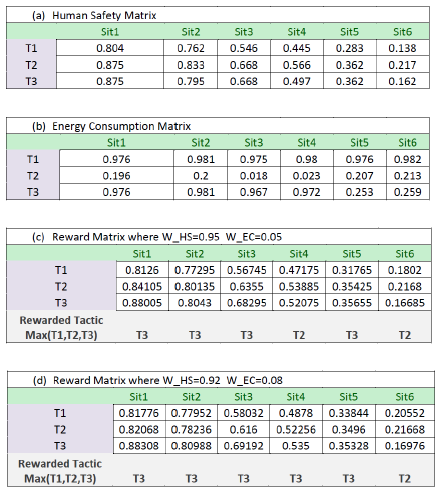 (a) Human Safety Matrix
Sit1 Sit2 Sit3 Sit4 Sit5 Sit6
T1 0.804 0.762 0.546 0.445 0.283 0.138
T2 0.875 0.833 0.668 0.566 0.362 0.217
T3 0.875 0.795 0.668 0.497 0.362 0.162
(b) Energy Consumption Matrix
Sit1 Sit2 Sit3 Sit4 Sit5 Sit6
T1 0.976 0.981 0.975 0.98 0.976 0.982
T2 0.196 0.2 0.018 0.023 0.207 0.213
T3 0.976 0.981 0.967 0.972 0.253 0.259
(c) Reward Matrix where W_HS=0.95 W_EC=0.05
Sit1 Sit2 Sit3 Sit4 Sit5 Sit6
T1 0.8126 0.77295 0.56745 0.47175 0.31765 0.1802
T2 0.84105 0.80135 0.6355 0.53885 0.35425 0.2168
T3 0.88005 0.8043 0.68295 0.52075 0.35655 0.16685
Rewarded Tactic
Max(T1,T2,T3) T3 T3 T3 T2 T3 T2
(d) Reward Matrix where W_HS=0.92 W_EC=0.08
Sit1 Sit2 Sit3 Sit4 Sit5 Sit6
T1 0.81776 0.77952 0.58032 0.4878 0.33844 0.20552
T2 0.82068 0.78236 0.616 0.52256 0.3496 0.21668
T3 0.88308 0.80988 0.69192 0.535 0.35328 0.16976
Rewarded Tactic
Max(T1,T2,T3) T3 T3 T3 T3 T3 T2